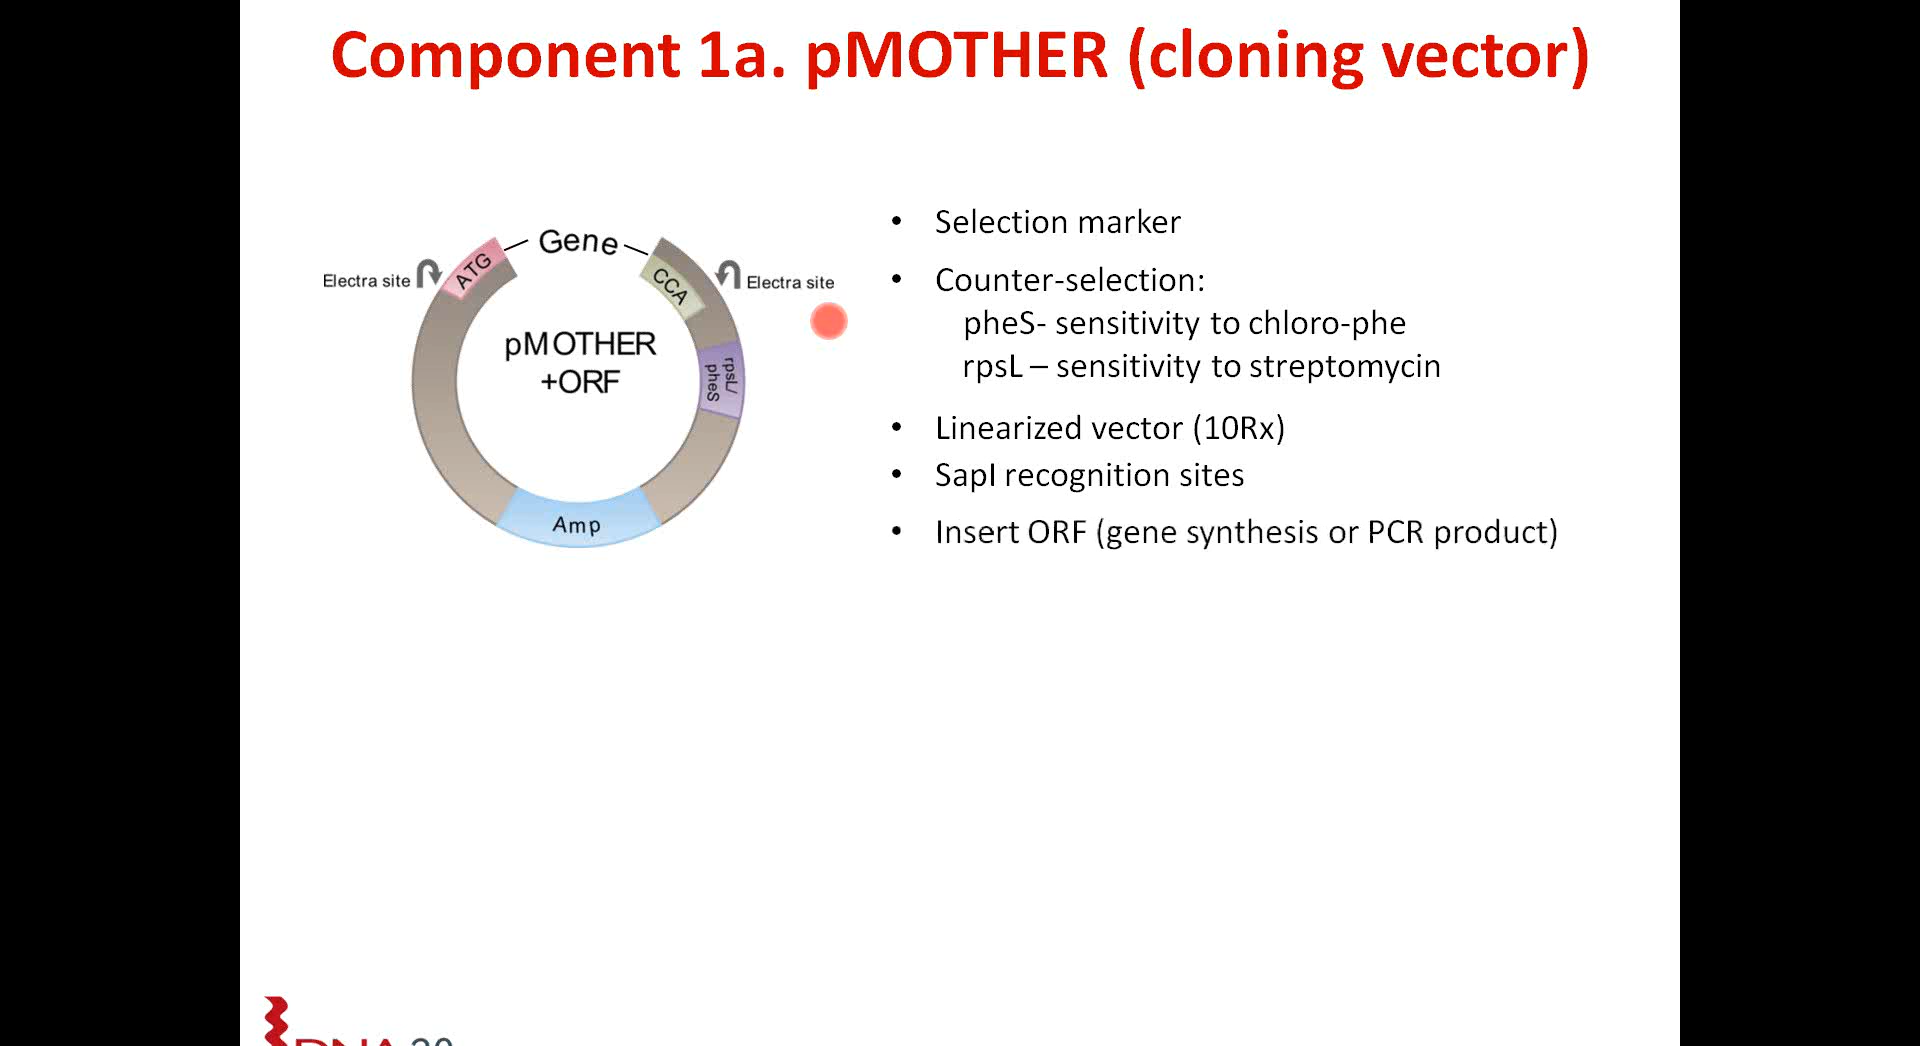 Component 1a. pMOTHER (cloning vector)
Gene
Electra site
ATG
CCA
Electra site
pMOTHER
+ORF
rpsL/
pheS
Amp
• Selection marker
• Counter-selection:
pheS- sensitivity to chloro-phe
rpsL – sensitivity to streptomycin
• Linearized vector (10Rx)
• SapI recognition sites
• Insert ORF (gene synthesis or PCR product)
DNA 20